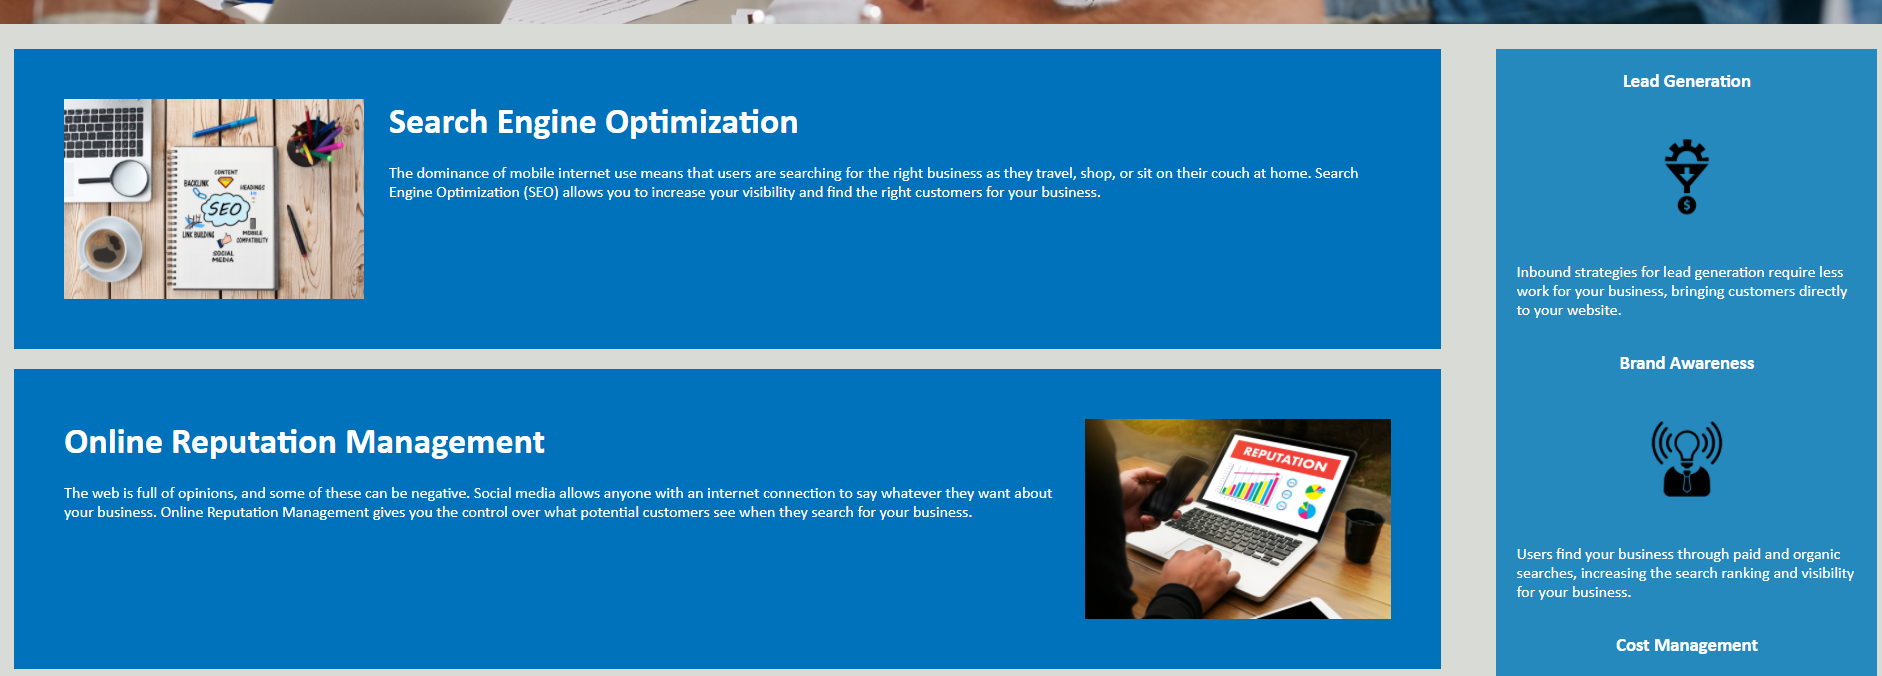 Search Engine Optimization
The dominance of mobile internet use means that users are searching for the right business as they travel, shop, or sit on their couch at home. Search
Engine Optimization (SEO) allows you to increase your visibility and find the right customers for your business.
CONTENT
BACKLINK
HEADINGS
SEO
LINK BUILDING
MOBILE
COMPATIBILITY
SOCIAL
MEDIA
Online Reputation Management
The web is full of opinions, and some of these can be negative. Social media allows anyone with an internet connection to say whatever they want about
your business. Online Reputation Management gives you the control over what potential customers see when they search for your business.
REPUTATION
Lead Generation
$
Inbound strategies for lead generation require less
work for your business, bringing customers directly
to your website.
Brand Awareness
Users find your business through paid and organic
searches, increasing the search ranking and visibility
for your business.
Cost Management